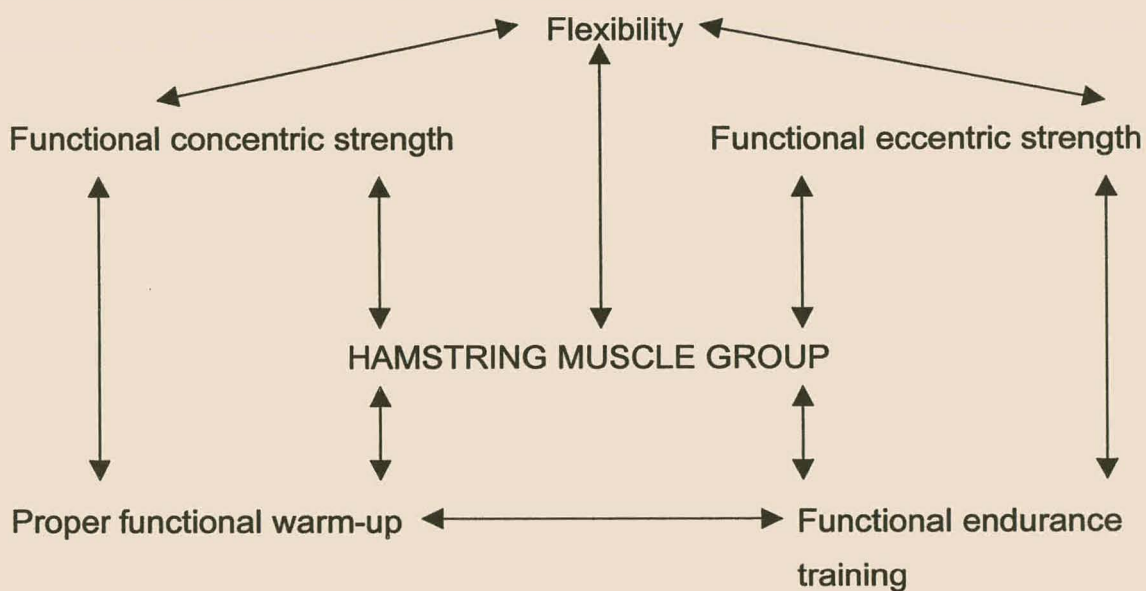 Flexibility
Functional concentric strength
Functional eccentric strength
HAMSTRING MUSCLE GROUP
Proper functional warm-up
Functional endurance
training